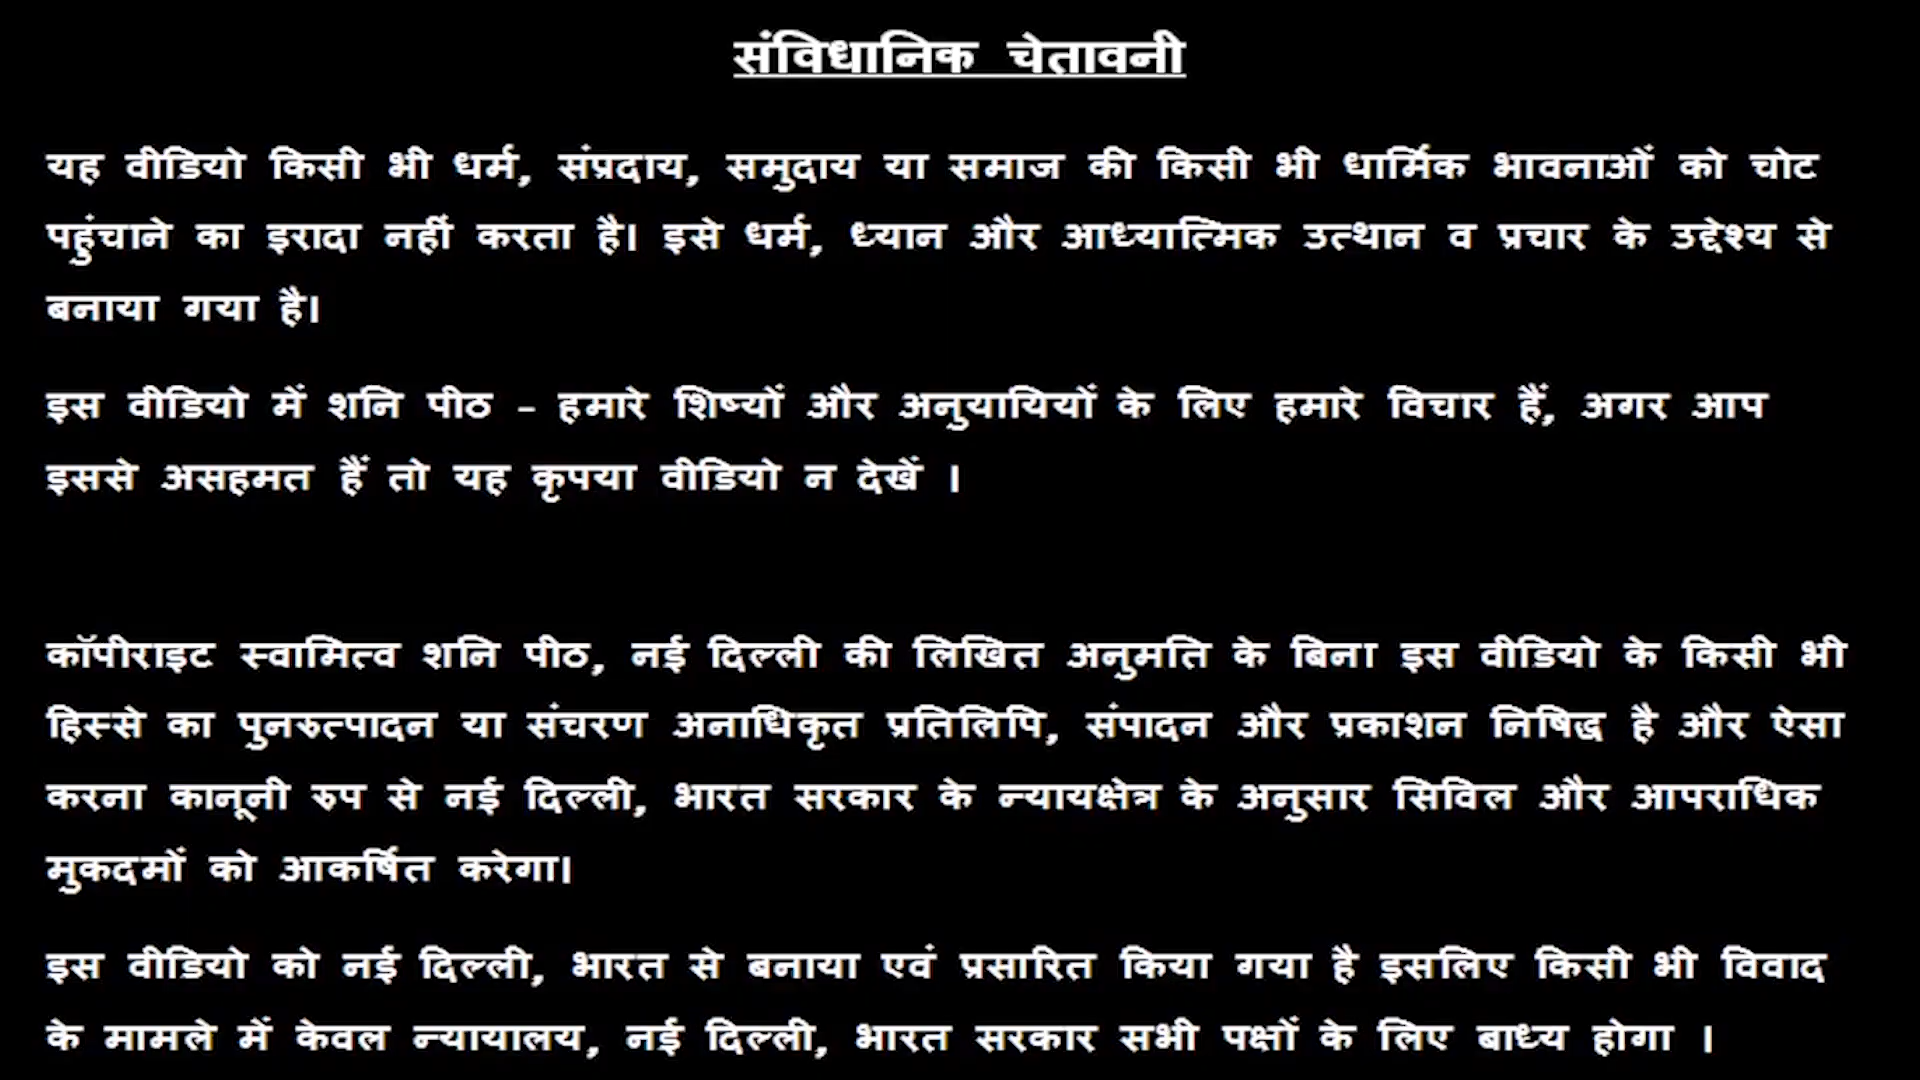 संविधानिक चेतावनी
यह वीडियो किसी भी धर्म, संप्रदाय, समुदाय या समाज की किसी भी धार्मिक भावनाओं को चोट
पहुंचाने का इरादा नहीं करता है। इसे धर्म, ध्यान और आध्यात्मिक उत्थान व प्रचार के उद्देश्य से
बनाया गया है।
इस वीडियो में शनि पीठ – हमारे शिष्यों और अनुयायियों के लिए हमारे विचार हैं, अगर आप
इससे असहमत हैं तो यह कृपया वीडियो न देखें ।
कॉपीराइट स्वामित्व शनि पीठ, नई दिल्ली की लिखित अनुमति के बिना इस वीडियो के किसी भी
हिस्से का पुनरुत्पादन या संचरण अनाधिकृत प्रतिलिपि, संपादन और प्रकाशन निषिद्ध है और ऐसा
करना कानूनी रुप से नई दिल्ली, भारत सरकार के न्यायक्षेत्र के अनुसार सिविल और आपराधिक
मुकदमों को आकर्षित करेगा।
इस वीडियो को नई दिल्ली, भारत से बनाया एवं प्रसारित किया गया है इसलिए किसी भी विवाद
के मामले में केवल न्यायालय, नई दिल्ली, भारत सरकार सभी पक्षों के लिए बाध्य होगा ।